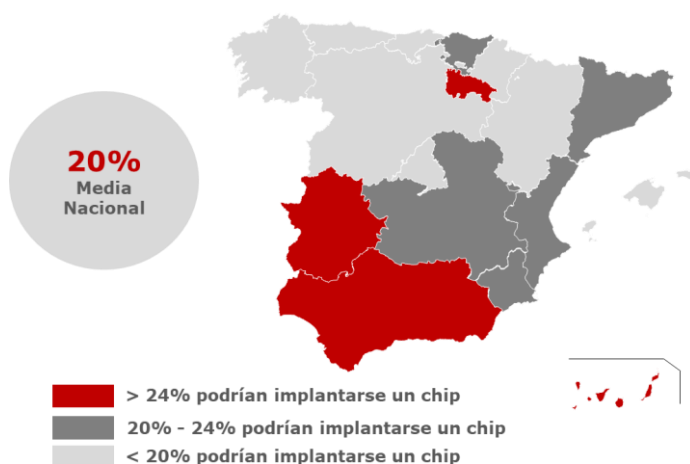 20%
Media
Nacional
> 24% podrían implantarse un chip
20% - 24% podrían implantarse un chip
< 20% podrían implantarse un chip